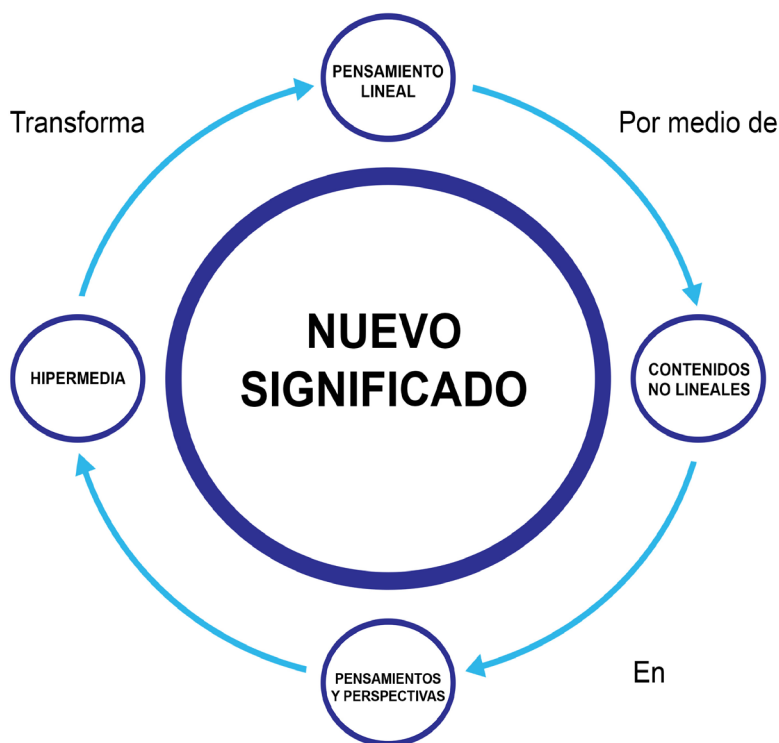 PENSAMIENTO
LINEAL
Transforma
Por medio de
NUEVO
SIGNIFICADO
HIPERMEDIA
CONTENIDOS
NO LINEALES
PENSAMIENTOS
Y PERSPECTIVAS
En